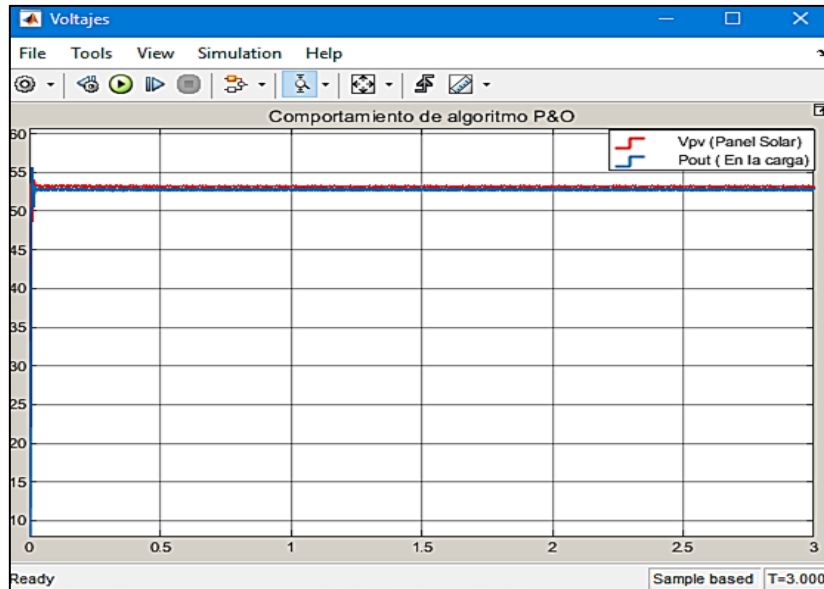 Voltajes
File Tools View Simulation Help
Comportamiento de algoritmo P&O
Vpv (Panel Solar)
Pout ( En la carga)
60
55
50
45
40
35
30
25
20
15
10
0 0.5 1 1.5 2 2.5 3
Ready Sample based T=3.000